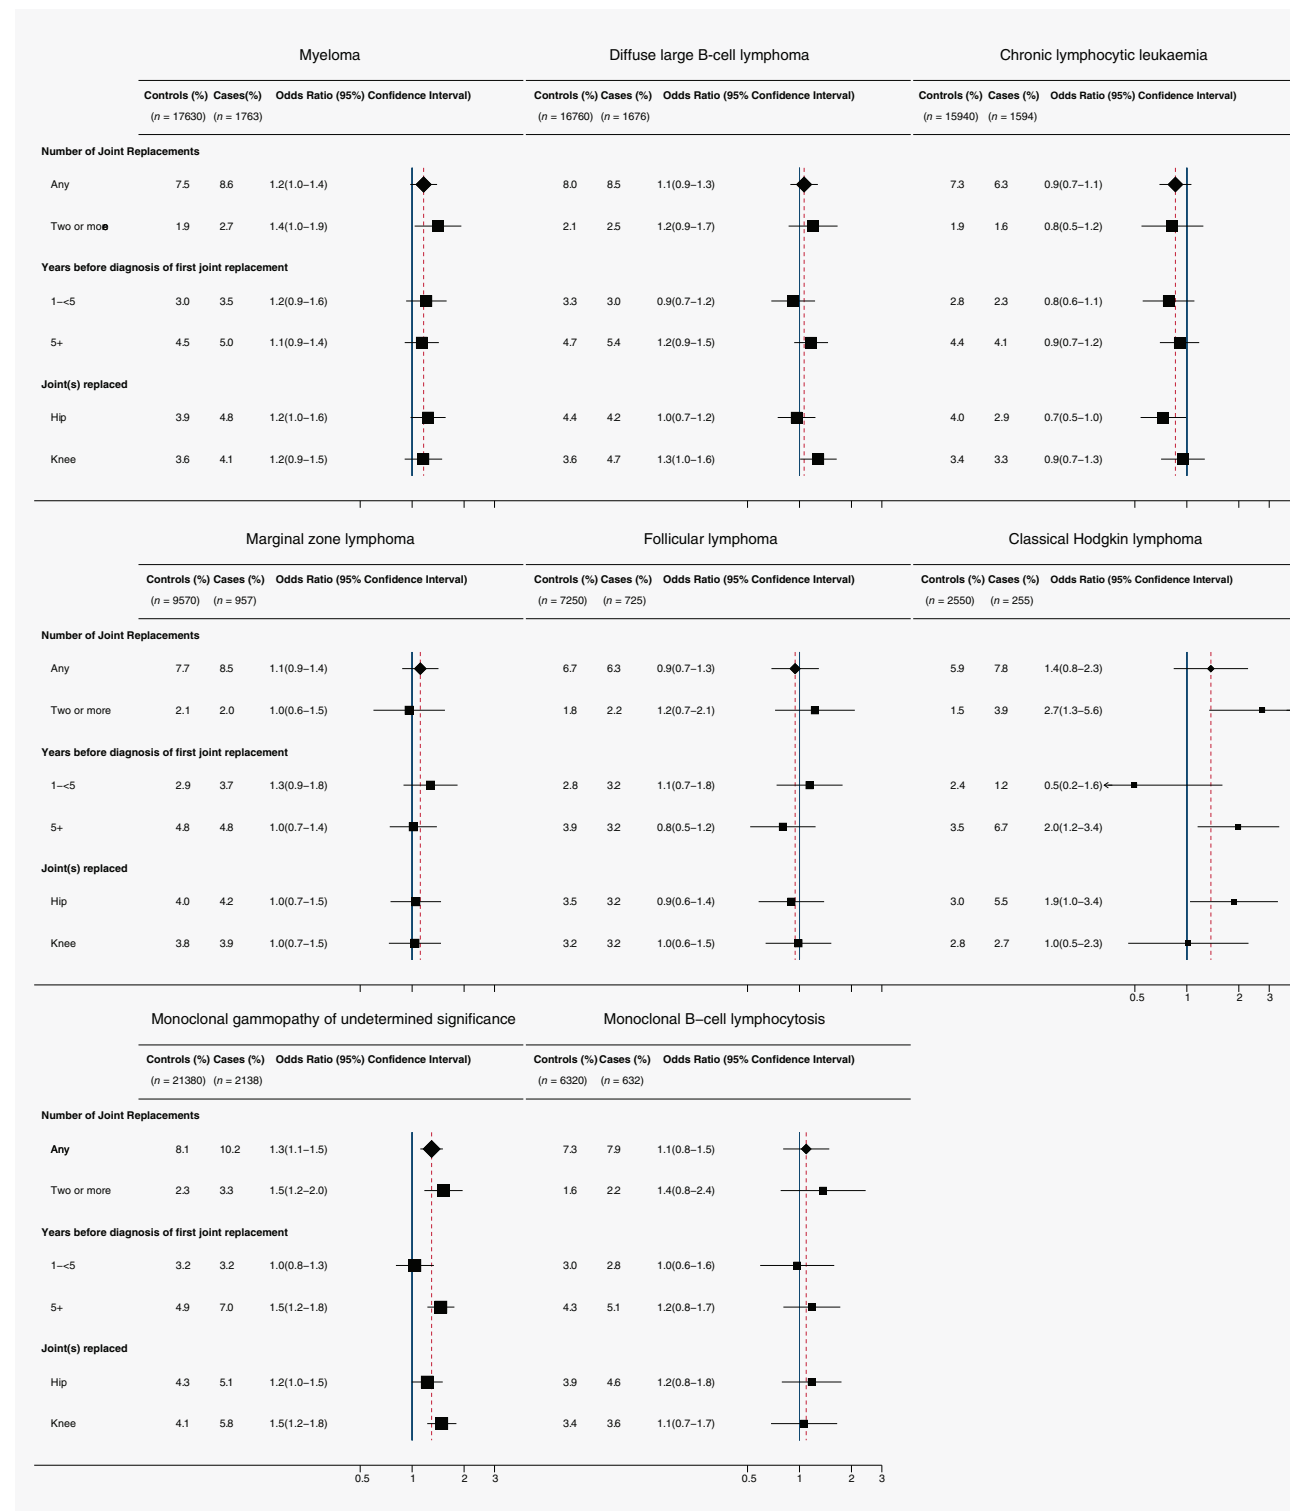 Myeloma Diffuse large B-cell lymphoma Chronic lymphocytic leukaemia
Controls (%) Cases(%) Odds Ratio (95%) Confidence Interval) Controls (%) Cases (%) Odds Ratio (95% Confidence Interval) Controls (%) Cases (%) Odds Ratio (95% Confidence Interval)
(n = 17630) (n = 1763) (n = 16760) (n = 1676) (n = 15940) (n = 1594)
Number of Joint Replacements
Any 7.5 8.6 1.2(1.0−1.4) 8.0 8.5 1.1(0.9−1.3) 7.3 6.3 0.9(0.7−1.1)
Two or more 1.9 2.7 1.4(1.0−1.9) 2.1 2.5 1.2(0.9−1.7) 1.9 1.6 0.8(0.5−1.2)
Years before diagnosis of first joint replacement
1−<5 3.0 3.5 1.2(0.9−1.6) 3.3 3.0 0.9(0.7−1.2) 2.8 2.3 0.8(0.6−1.1)
5+ 4.5 5.0 1.1(0.9−1.4) 4.7 5.4 1.2(0.9−1.5) 4.4 4.1 0.9(0.7−1.2)
Joint(s) replaced
Hip 3.9 4.8 1.2(1.0−1.6) 4.4 4.2 1.0(0.7−1.2) 4.0 2.9 0.7(0.5−1.0)
Knee 3.6 4.1 1.2(0.9−1.5) 3.6 4.7 1.3(1.0−1.6) 3.4 3.3 0.9(0.7−1.3)
Marginal zone lymphoma Follicular lymphoma Classical Hodgkin lymphoma
Controls (%) Cases (%) Odds Ratio (95% Confidence Interval) Controls (%) Cases (%) Odds Ratio (95% Confidence Interval) Controls (%) Cases (%) Odds Ratio (95% Confidence Interval)
(n = 9570) (n = 957) (n = 7250) (n = 725) (n = 2550) (n = 255)
Number of Joint Replacements
Any 7.7 8.5 1.1(0.9−1.4) 6.7 6.3 0.9(0.7−1.3) 5.9 7.8 1.4(0.8−2.3)
Two or more 2.1 2.0 1.0(0.6−1.5) 1.8 2.2 1.2(0.7−2.1) 1.5 3.9 2.7(1.3−5.6)
Years before diagnosis of first joint replacement
1−<5 2.9 3.7 1.3(0.9−1.8) 2.8 3.2 1.1(0.7−1.8) 2.4 1.2 0.5(0.2−1.6)
5+ 4.8 4.8 1.0(0.7−1.4) 3.9 3.2 0.8(0.5−1.2) 3.5 6.7 2.0(1.2−3.4)
Joint(s) replaced
Hip 4.0 4.2 1.0(0.7−1.5) 3.5 3.2 0.9(0.6−1.4) 3.0 5.5 1.9(1.0−3.4)
Knee 3.8 3.9 1.0(0.7−1.5) 3.2 3.2 1.0(0.6−1.5) 2.8 2.7 1.0(0.5−2.3)
0.5 1 2 3
Monoclonal gammopathy of undetermined significance Monoclonal B−cell lymphocytosis
Controls (%) Cases (%) Odds Ratio (95%) Confidence Interval) Controls (%) Cases (%) Odds Ratio (95% Confidence Interval)
(n = 21380) (n = 2138) (n = 6320) (n = 632)
Number of Joint Replacements
Any 8.1 10.2 1.3(1.1−1.5) 7.3 7.9 1.1(0.8−1.5)
Two or more 2.3 3.3 1.5(1.2−2.0) 1.6 2.2 1.4(0.8−2.4)
Years before diagnosis of first joint replacement
1−<5 3.2 3.2 1.0(0.8−1.3) 3.0 2.8 1.0(0.6−1.6)
5+ 4.9 7.0 1.5(1.2−1.8) 4.3 5.1 1.2(0.8−1.7)
Joint(s) replaced
Hip 4.3 5.1 1.2(1.0−1.5) 3.9 4.6 1.2(0.8−1.8)
Knee 4.1 5.8 1.5(1.2−1.8) 3.4 3.6 1.1(0.7−1.7)
0.5 1 2 3 0.5 1 2 3